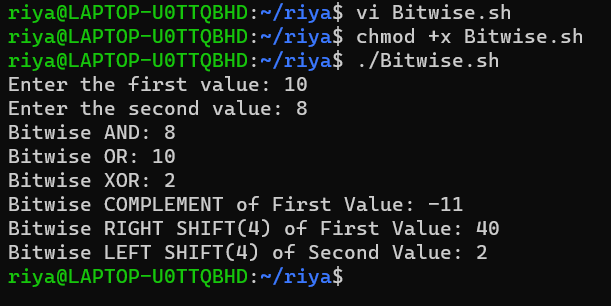 riya@LAPTOP-U0TTQBHD:~/riya$ vi Bitwise.sh
riya@LAPTOP-U0TTQBHD:~/riya$ chmod +x Bitwise.sh
riya@LAPTOP-U0TTQBHD:~/riya$ ./Bitwise.sh
Enter the first value: 10
Enter the second value: 8
Bitwise AND: 8
Bitwise OR: 10
Bitwise XOR: 2
Bitwise COMPLEMENT of First Value: -11
Bitwise RIGHT SHIFT(4) of First Value: 40
Bitwise LEFT SHIFT(4) of Second Value: 2
riya@LAPTOP-U0TTQBHD:~/riya$